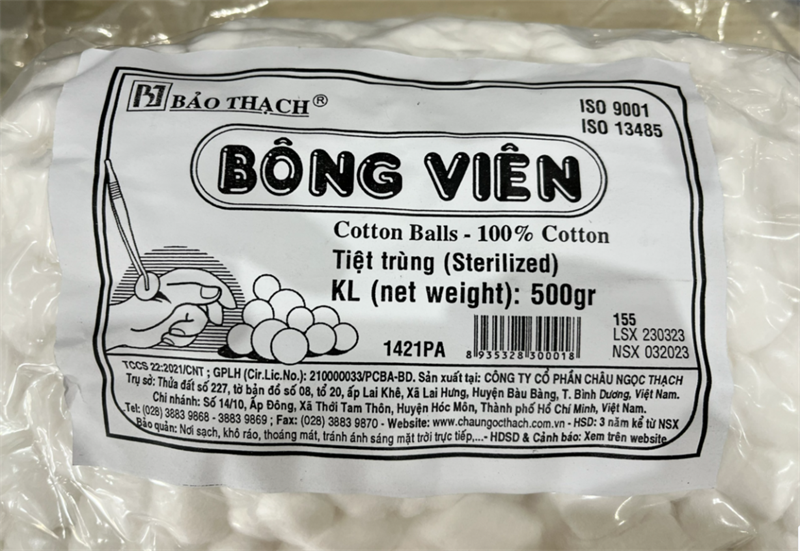 BT BẢO THẠCH®
ISO 9001
ISO 13485
BÔNG VIÊN
Cotton Balls - 100% Cotton
Tiệt trùng (Sterilized)
KL (net weight): 500gr
1421PA
8 935328 300018
155
LSX 230323
NSX 032023
TCCS 22:2021/CNT ; GPLH (Cir.Lic.No.): 210000033/PCBA-BD. Sản xuất tại: CÔNG TY CỔ PHẦN CHÂU NGỌC THẠCH
Trụ sở: Thửa đất số 227, tờ bản đồ số 08, tổ 20, ấp Lai Khê, Xã Lai Hưng, Huyện Bàu Bàng, T. Bình Dương, Việt Nam.
Chi nhánh: Số 14/10, Ấp Đông, Xã Thới Tam Thôn, Huyện Hóc Môn, Thành phố Hồ Chí Minh, Việt Nam.
Tel: (028) 3883 9868 - 3883 9869 ; Fax: (028) 3883 9870 - Website: www.chaungocthach.com.vn - HSD: 3 năm kể từ NSX
Bảo quản: Nơi sạch, khô ráo, thoáng mát, tránh ánh sáng mặt trời trực tiếp,...- HDSD & Cảnh báo: Xem trên website